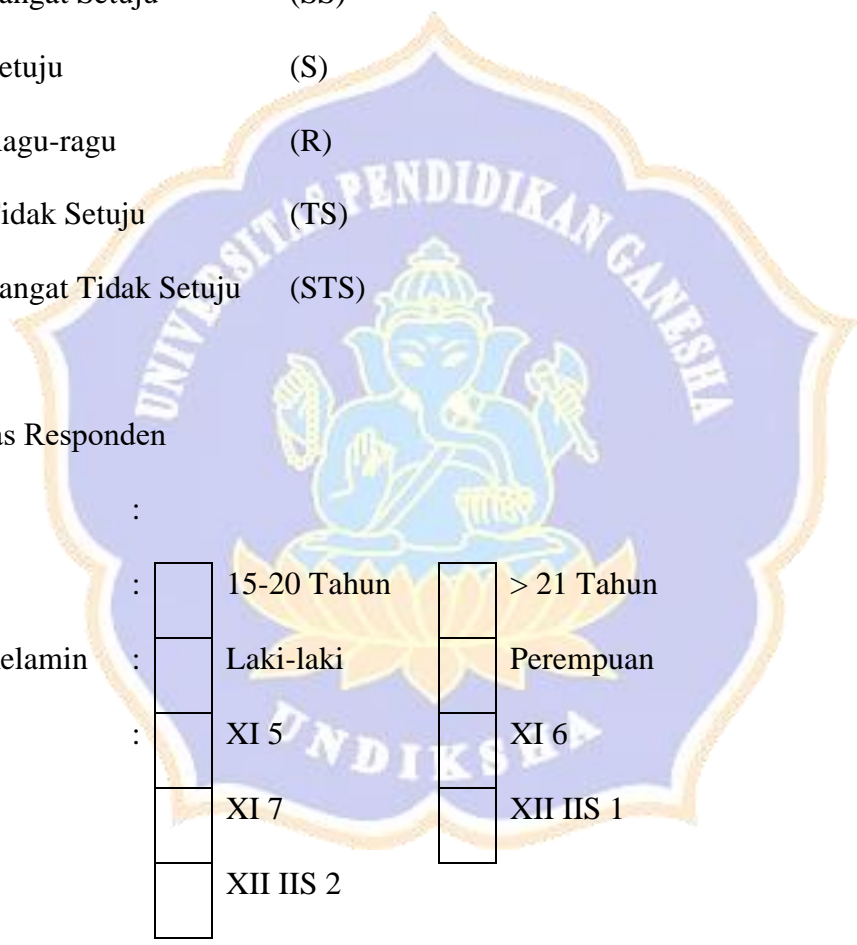 angat Setuju (SS)
etuju (S)
agu-ragu (R)
idak Setuju (TS)
angat Tidak Setuju (STS)
UNIVERSITAS PENDIDIKAN GANESHA
as Responden
:
: 15-20 Tahun > 21 Tahun
elamin : Laki-laki Perempuan
: XI 5 XI 6
UNDIKSHA
XI 7 XII IIS 1
XII IIS 2